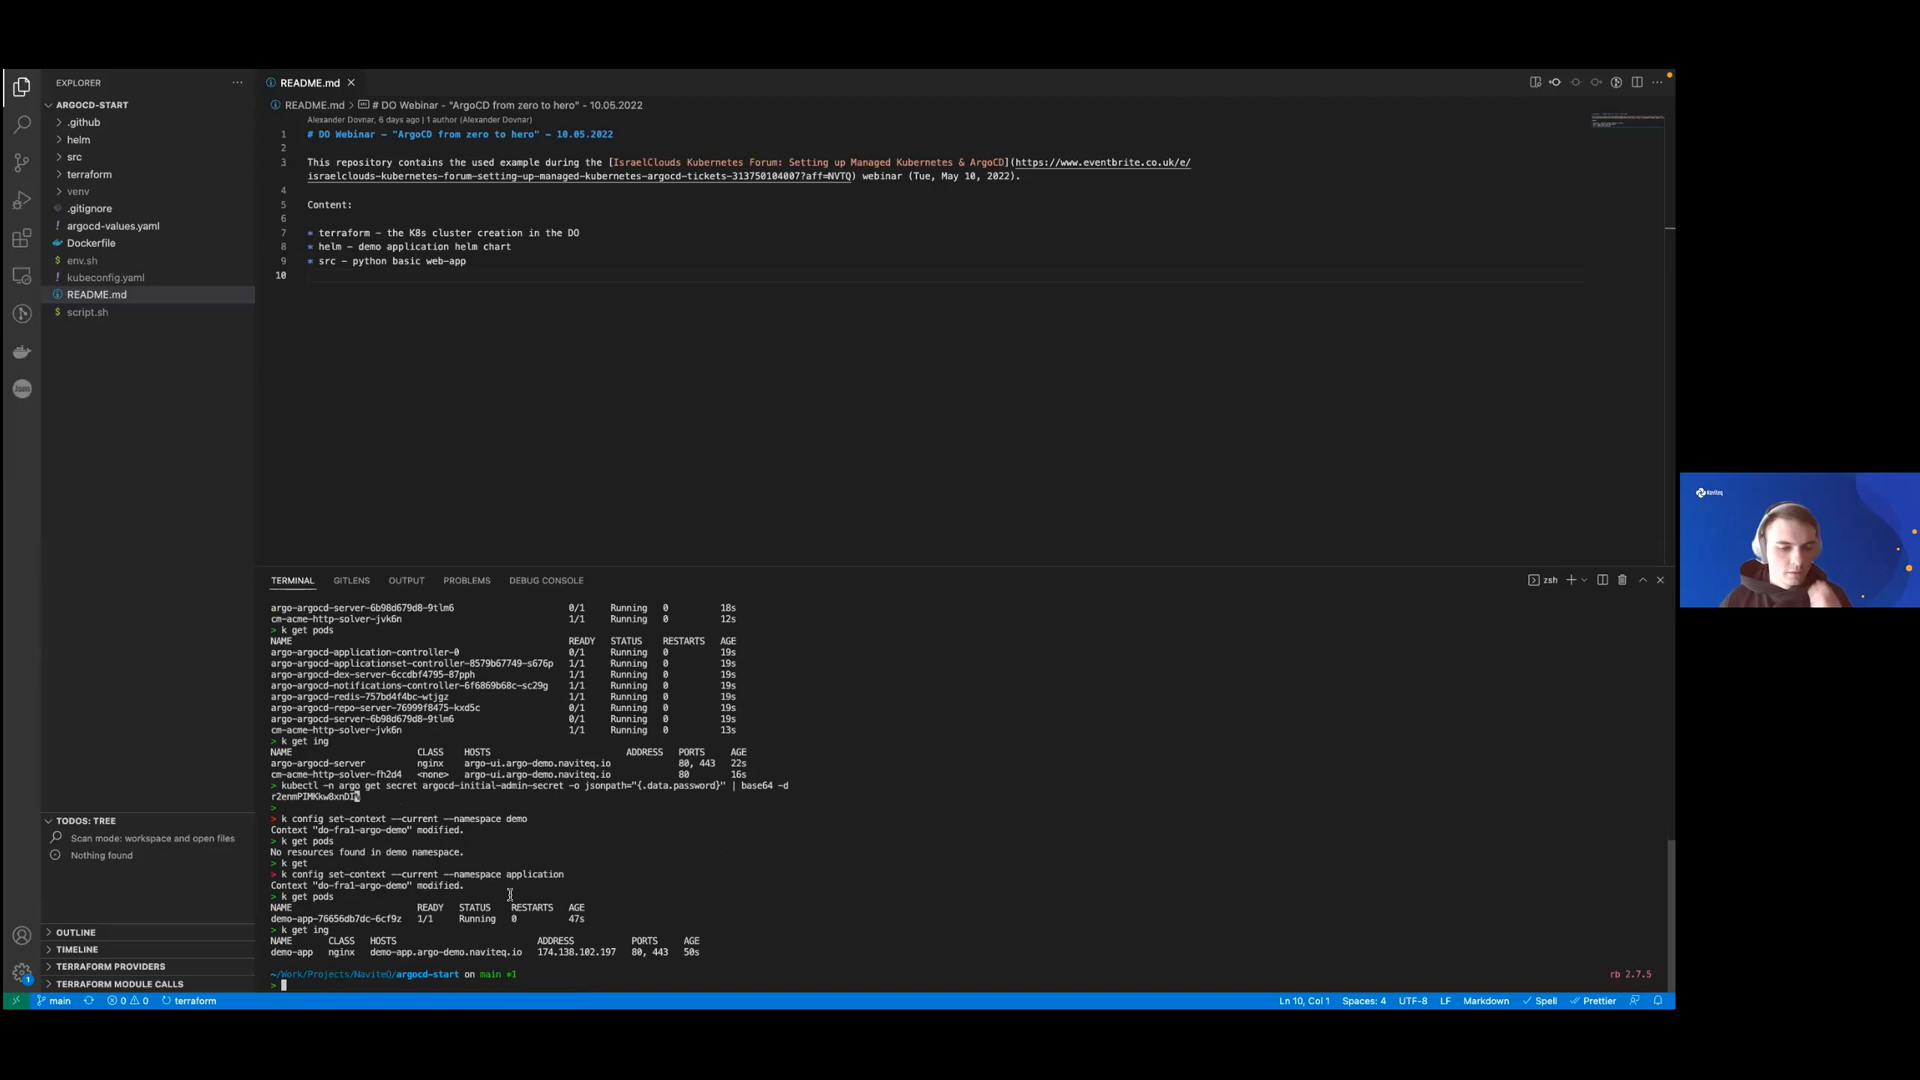 EXPLORER
ARGOCD-START
.github
helm
src
terraform
venv
.gitignore
argocd-values.yaml
Dockerfile
env.sh
kubeconfig.yaml
README.md
script.sh
TODOS: TREE
Scan mode: workspace and open files
Nothing found
OUTLINE
TIMELINE
TERRAFORM PROVIDERS
TERRAFORM MODULE CALLS
README.md
README.md > # DO Webinar - "ArgoCD from zero to hero" - 10.05.2022
Alexander Dovnar, 6 days ago | 1 author (Alexander Dovnar)
1 # DO Webinar - "ArgoCD from zero to hero" - 10.05.2022
2
3 This repository contains the used example during the [IsraelClouds Kubernetes Forum: Setting up Managed Kubernetes & ArgoCD](https://www.eventbrite.co.uk/e/
israelclouds-kubernetes-forum-setting-up-managed-kubernetes-argocd-tickets-313750104007?aff=NVTQ) webinar (Tue, May 10, 2022).
4
5 Content:
6
7 * terraform - the K8s cluster creation in the DO
8 * helm - demo application helm chart
9 * src - python basic web-app
10
TERMINAL GITLENS OUTPUT PROBLEMS DEBUG CONSOLE
zsh
argo-argocd-server-6b98d679d8-9tlm6 0/1 Running 0 18s
cm-acme-http-solver-jvk6n 1/1 Running 0 12s
> k get pods
NAME READY STATUS RESTARTS AGE
argo-argocd-application-controller-0 0/1 Running 0 19s
argo-argocd-applicationset-controller-8579b67749-s676p 1/1 Running 0 19s
argo-argocd-dex-server-6ccdbf4795-87pph 1/1 Running 0 19s
argo-argocd-notifications-controller-6f6869b68c-sc29g 1/1 Running 0 19s
argo-argocd-redis-757bd4f4bc-wtjgz 1/1 Running 0 19s
argo-argocd-repo-server-76999f8475-kxd5c 0/1 Running 0 19s
argo-argocd-server-6b98d679d8-9tlm6 0/1 Running 0 19s
cm-acme-http-solver-jvk6n 1/1 Running 0 13s
> k get ing
NAME CLASS HOSTS ADDRESS PORTS AGE
argo-argocd-server nginx argo-ui.argo-demo.naviteq.io 80, 443 22s
cm-acme-http-solver-fh2d4 <none> argo-ui.argo-demo.naviteq.io 80 16s
> kubectl -n argo get secret argocd-initial-admin-secret -o jsonpath="{.data.password}" | base64 -d
r2enmPIMKkw8xnDI%
>
> k config set-context --current --namespace demo
Context "do-fra1-argo-demo" modified.
> k get pods
No resources found in demo namespace.
> k get
> k config set-context --current --namespace application
Context "do-fra1-argo-demo" modified.
> k get pods
NAME READY STATUS RESTARTS AGE
demo-app-76656db7dc-6cf9z 1/1 Running 0 47s
> k get ing
NAME CLASS HOSTS ADDRESS PORTS AGE
demo-app nginx demo-app.argo-demo.naviteq.io 174.138.102.197 80, 443 50s
~/Work/Projects/NaviteQ/argocd-start on main *1
rb 2.7.5
>
main 0 0 terraform
Ln 10, Col 1 Spaces: 4 UTF-8 LF Markdown Spell Prettier
Json
1
Naviteq